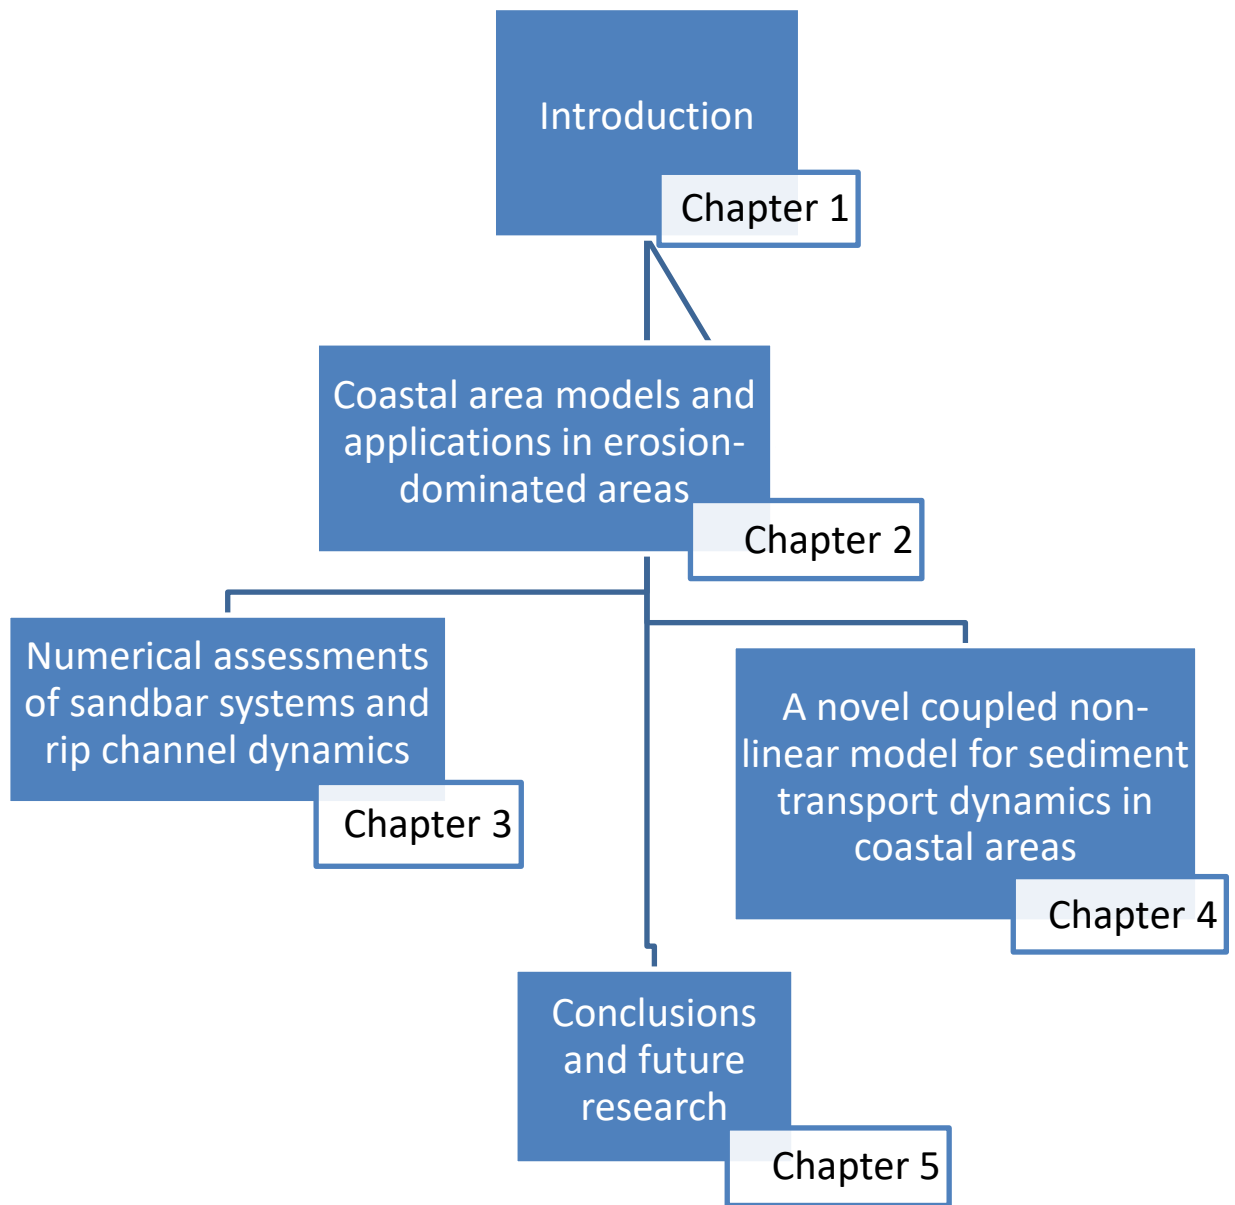 Introduction
Chapter 1
Coastal area models and
applications in erosion-
dominated areas
Chapter 2
Numerical assessments
of sandbar systems and
rip channel dynamics
Chapter 3
A novel coupled non-
linear model for sediment
transport dynamics in
coastal areas
Chapter 4
Conclusions
and future
research
Chapter 5